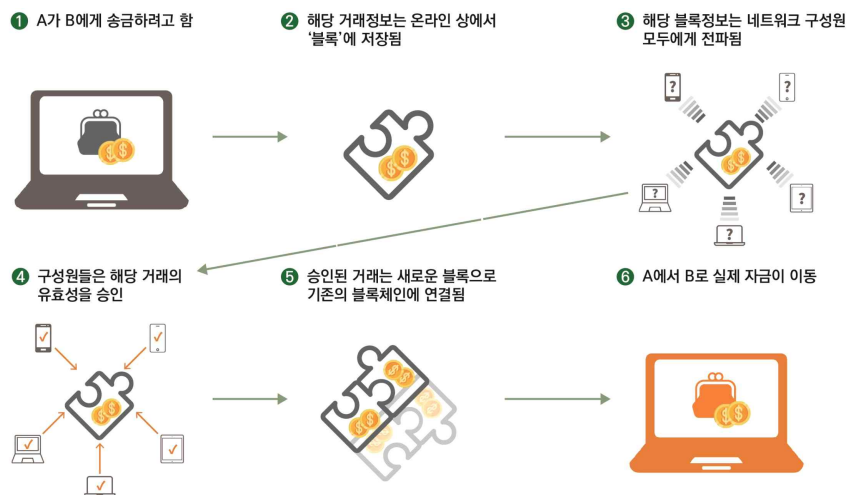 1 A가 B에게 송금하려고 함
2 해당 거래정보는 온라인 상에서
'블록'에 저장됨
3 해당 블록정보는 네트워크 구성원
모두에게 전파됨
$ $
$ $
? ?
$ $
? ?
?
4 구성원들은 해당 거래의
유효성을 승인
5 승인된 거래는 새로운 블록으로
기존의 블록체인에 연결됨
6 A에서 B로 실제 자금이 이동
$ $
$ $
$ $
$ $
$ $